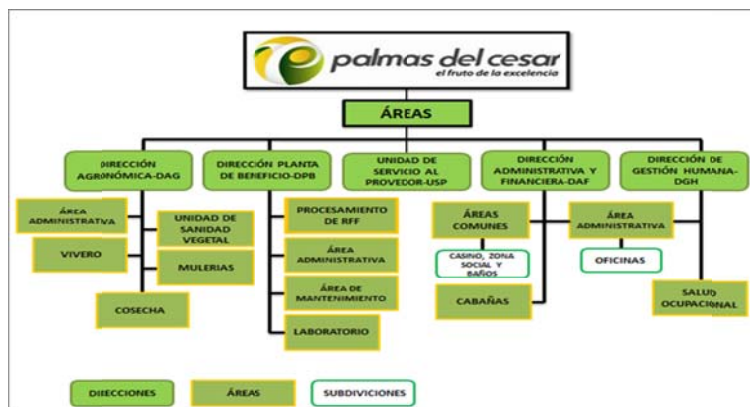 palmas del cesar
el fruto de la excelencia
ÁREAS
DIRECCIÓN
AGRONÓMICA-DAG
DIRECCIÓN PLANTA
DE BENEFICIO-DPB
UNIDAD DE
SERVICIO AL
PROVEDOR-USP
DIRECCIÓN
ADMINISTRATIVA Y
FINANCIERA-DAF
DIRECCIÓN DE
GESTIÓN HUMANA-
DGH
ÁREA
ADMINISTRATIVA
UNIDAD DE
SANIDAD
VEGETAL
VIVERO
MULERIAS
COSECHA
PROCESAMIENTO
DE RFF
ÁREA
ADMINISTRATIVA
ÁREA DE
MANTENIMIENTO
LABORATORIO
ÁREAS
COMUNES
CASINO, ZONA
SOCIAL Y
BAÑOS
CABAÑAS
ÁREA
ADMINISTRATIVA
OFICINAS
SALUD
OCUPACIONAL
DIRECCIONES
ÁREAS
SUBDIVICIONES